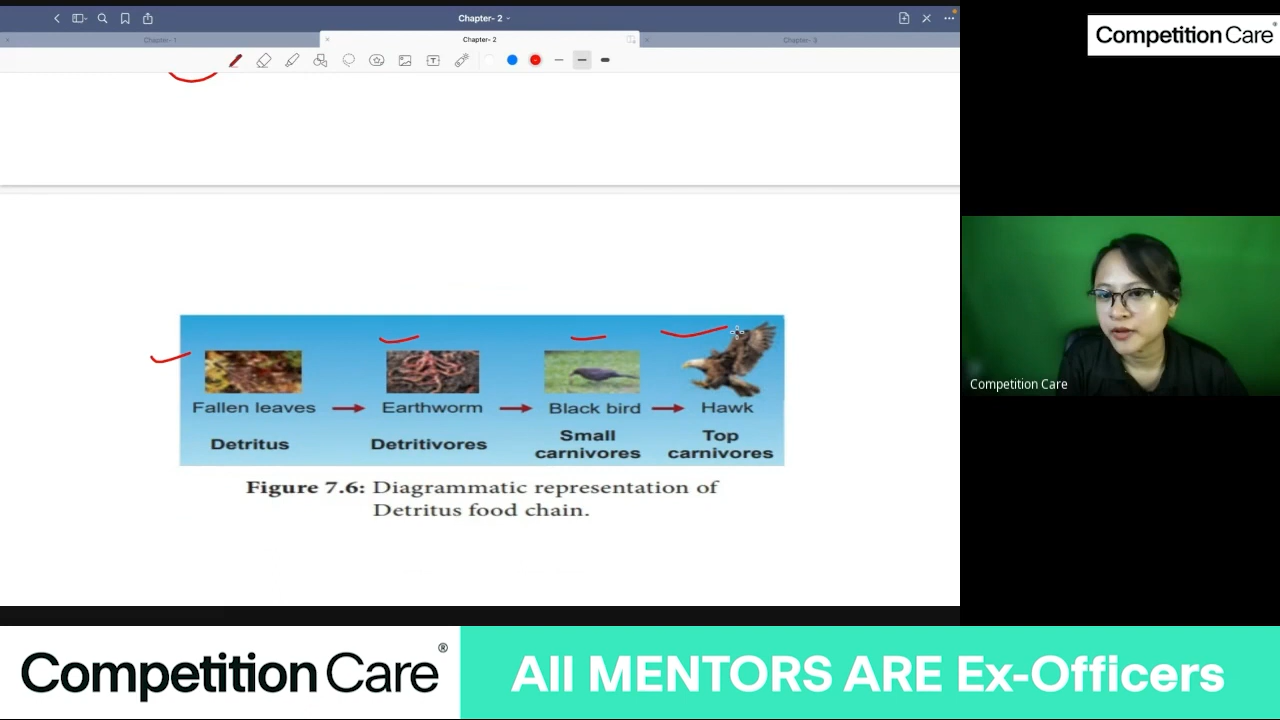 Chapter- 2
Chapter- 1
Chapter- 2
Chapter- 3
Competition Care®
Fallen leaves
Earthworm
Black bird
Hawk
Detritus
Detritivores
Small
carnivores
Top
carnivores
Figure 7.6: Diagrammatic representation of
Detritus food chain.
Competition Care
Competition Care®
All MENTORS ARE Ex-Officers